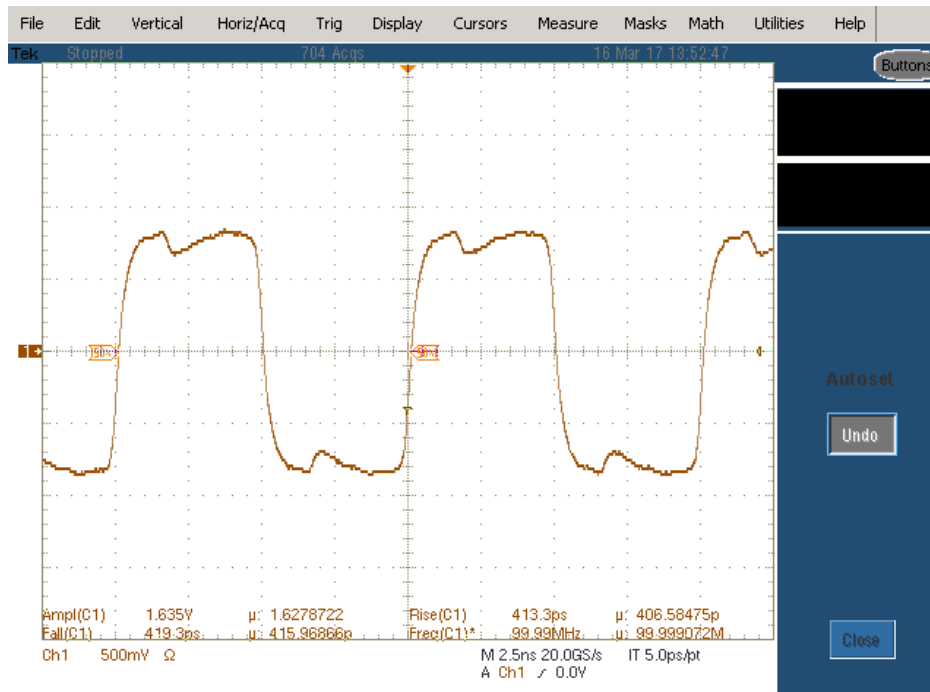 File Edit Vertical Horiz/Acq Trig Display Cursors Measure Masks Math Utilities Help
Tek Stopped 704 Acqs 16 Mar 17 13:52:47
Buttons
1
Autoset
Undo
Ampl(C1) 1.635V µ: 1.6278722 Rise(C1) 413.3ps µ: 406.58475p
Fall(C1) 419.3ps µ: 415.96866p Freq(C1)* 99.99MHz µ: 99.999072M
Close
Ch1 500mV Ω M 2.5ns 20.0GS/s IT 5.0ps/pt
A Ch1 / 0.0V